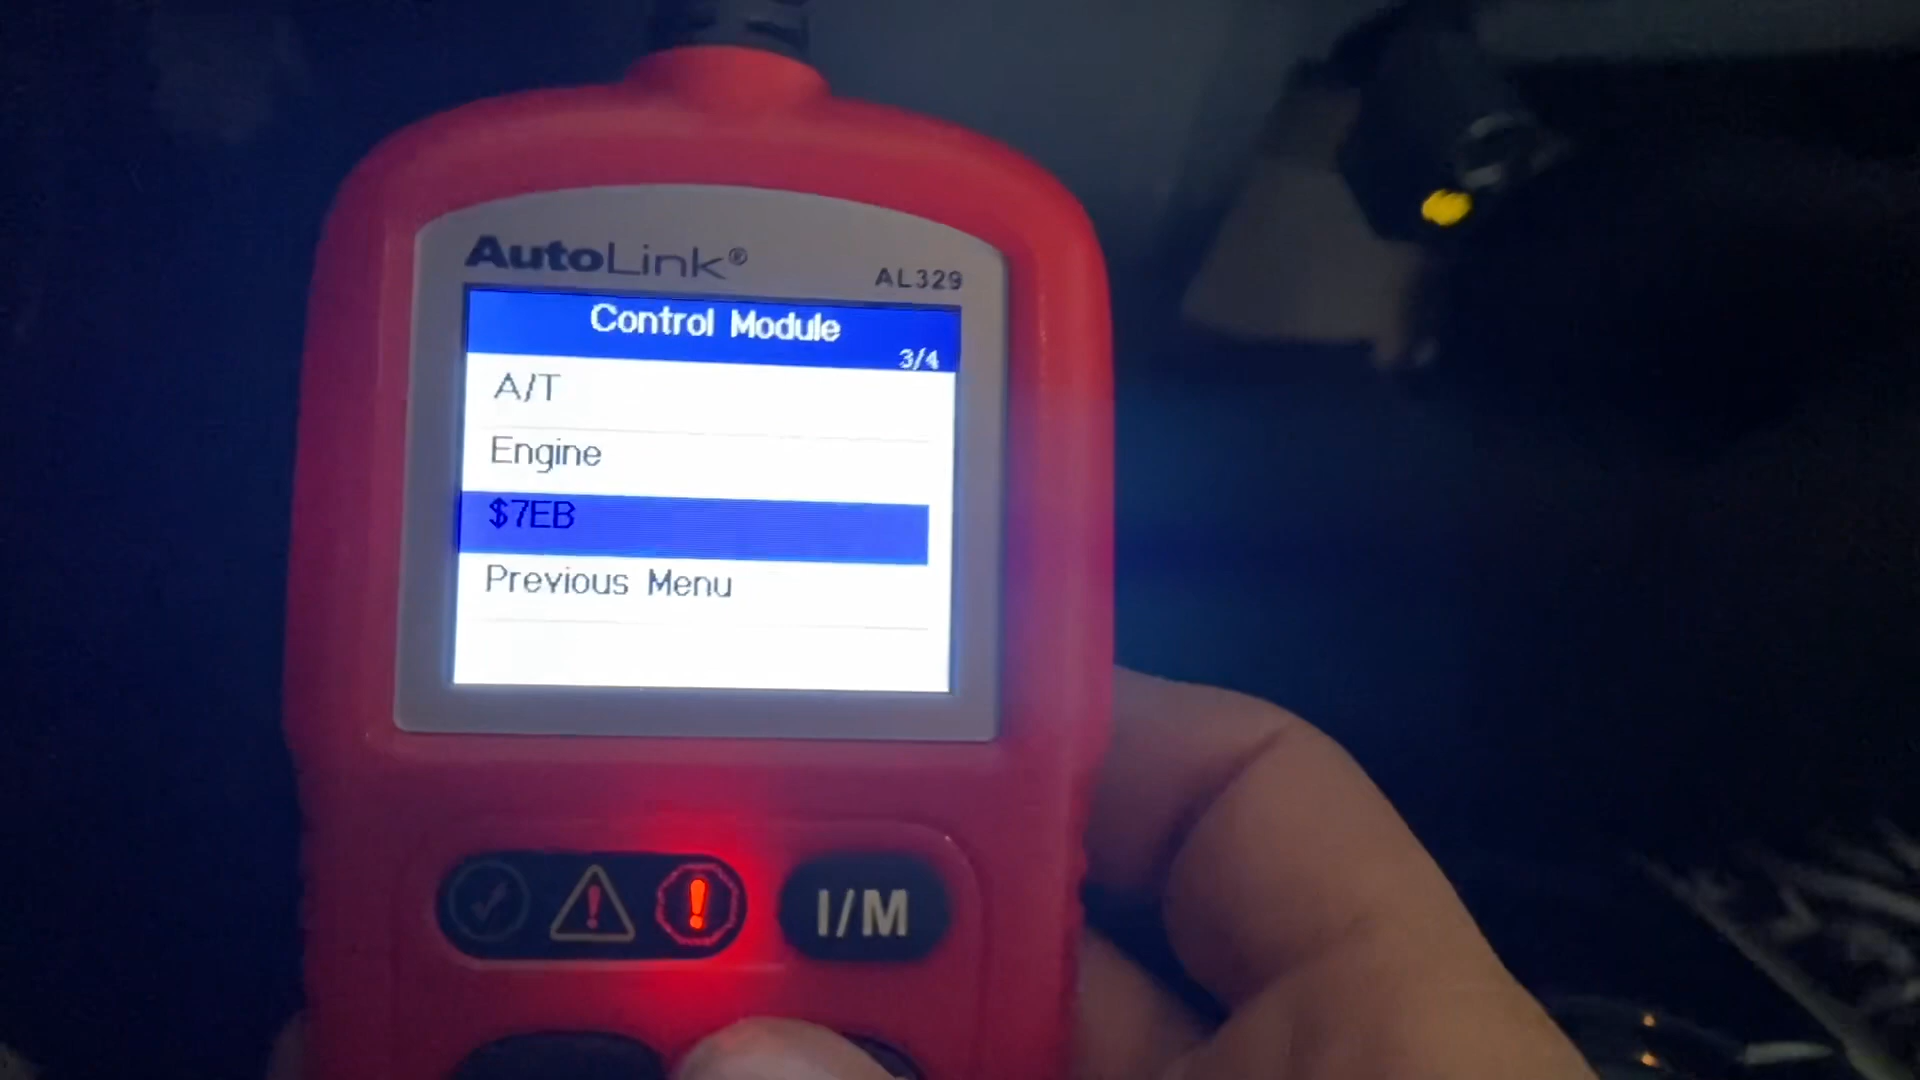 AutoLink®
AL329
Control Module
3/4
A/T
Engine
$7EB
Previous Menu
I/M